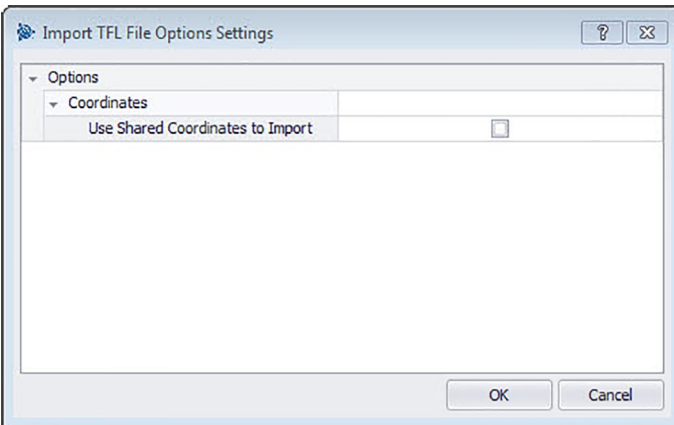 Import TFL File Options Settings
Options
Coordinates
Use Shared Coordinates to Import
OK Cancel